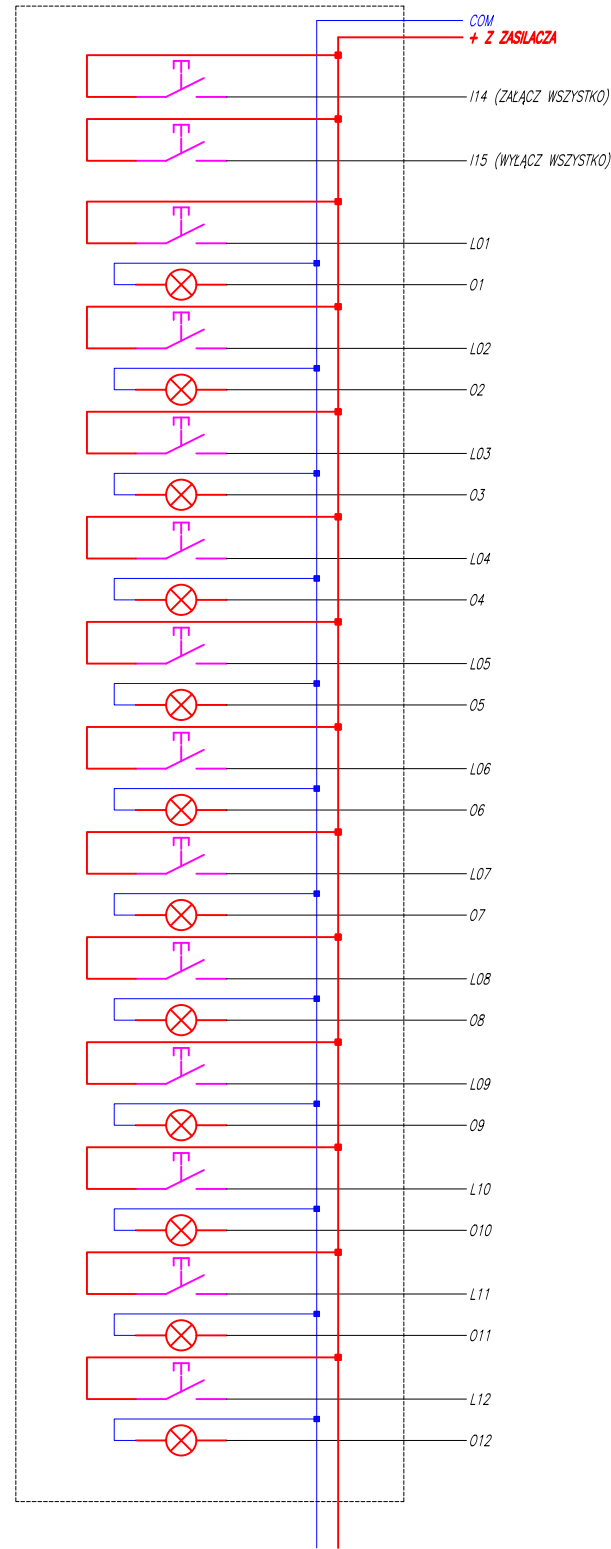 COM
+ Z ZASILACZA
I14 (ZAŁĄCZ WSZYSTKO)
I15 (WYŁĄCZ WSZYSTKO)
L01
O1
L02
O2
L03
O3
L04
O4
L05
O5
L06
O6
L07
O7
L08
O8
L09
O9
L10
O10
L11
O11
L12
O12